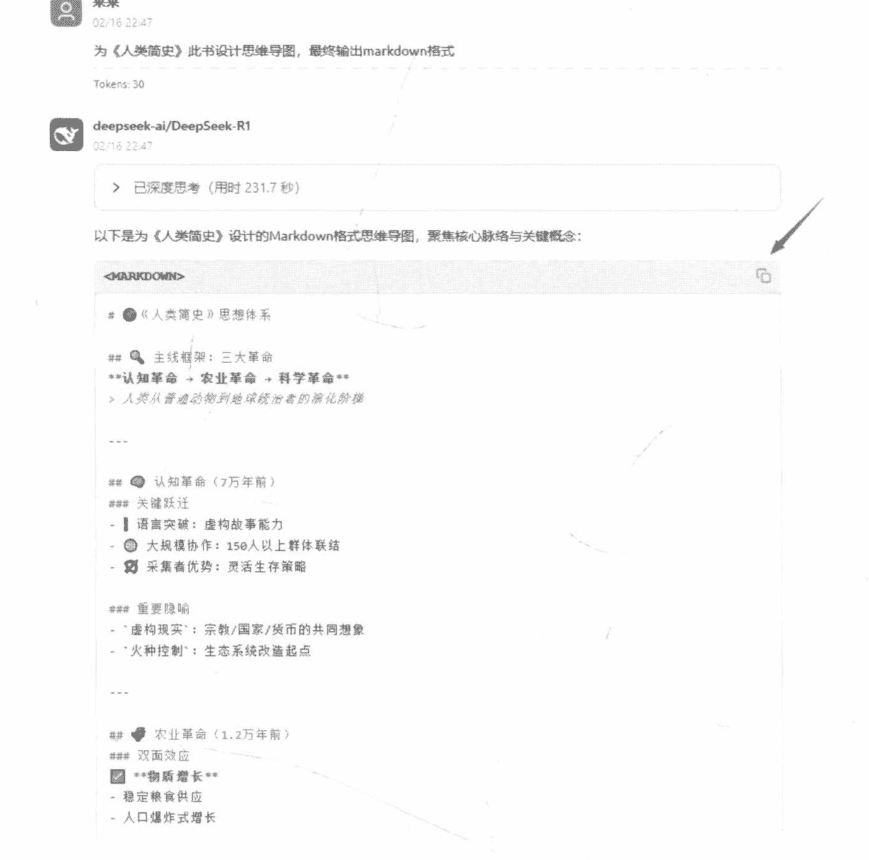 来来
02/16 22:47
为《人类简史》此书设计思维导图，最终输出markdown格式
Tokens: 30
deepseek-ai/DeepSeek-R1
02/16 22:47
> 已深度思考（用时 231.7 秒）
以下是为《人类简史》设计的Markdown格式思维导图，聚焦核心脉络与关键概念：
<MARKDOWN>
# 《人类简史》思想体系
## 🔍 主线框架：三大革命
**认知革命 → 农业革命 → 科学革命**
> 人类从普通动物到地球统治者的演化阶梯
---
## 🧠 认知革命（7万年前）
### 关键跃迁
- 语言突破：虚构故事能力
- 大规模协作：150人以上群体联结
- 采集者优势：灵活生存策略
### 重要隐喻
- `虚构现实`：宗教/国家/货币的共同想象
- `火种控制`：生态系统改造起点
---
## 农业革命（1.2万年前）
### 双面效应
✅ **物质增长**
- 稳定粮食供应
- 人口爆炸式增长